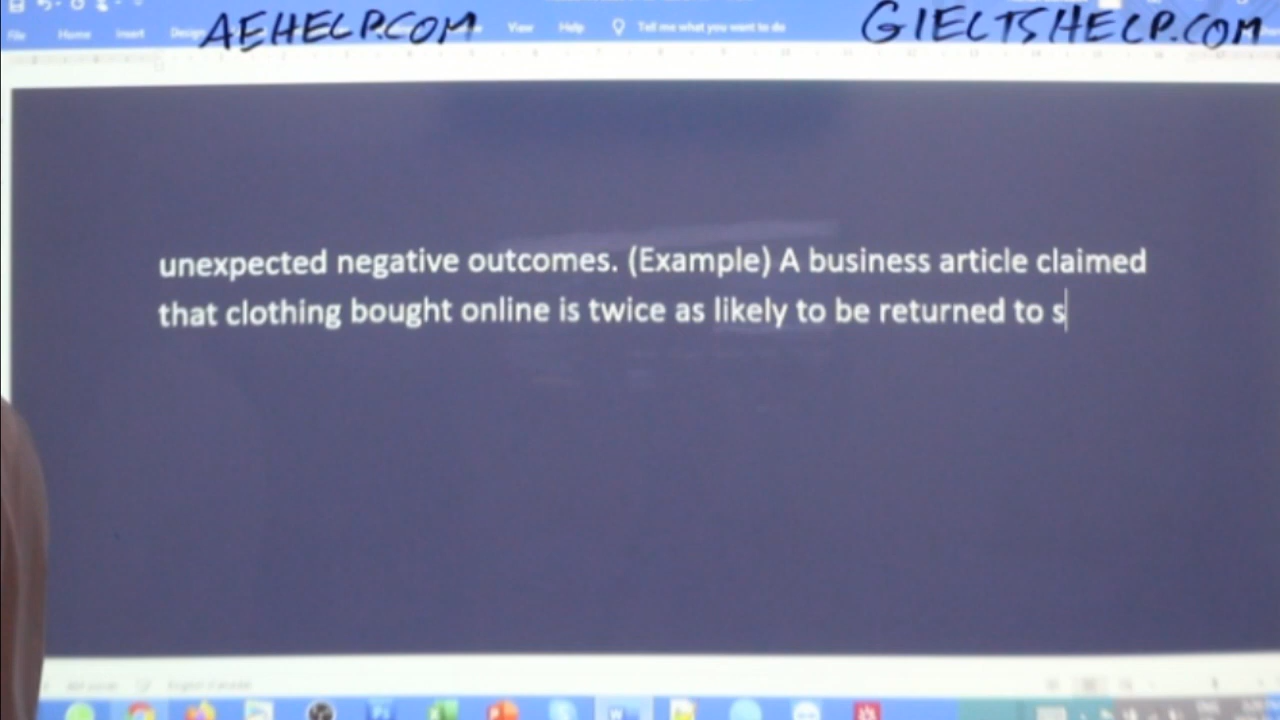 AEHELP.COM
GIELTSHELP.COM
File Home Insert Design View Help Tell me what you want to do
unexpected negative outcomes. (Example) A business article claimed
that clothing bought online is twice as likely to be returned to s